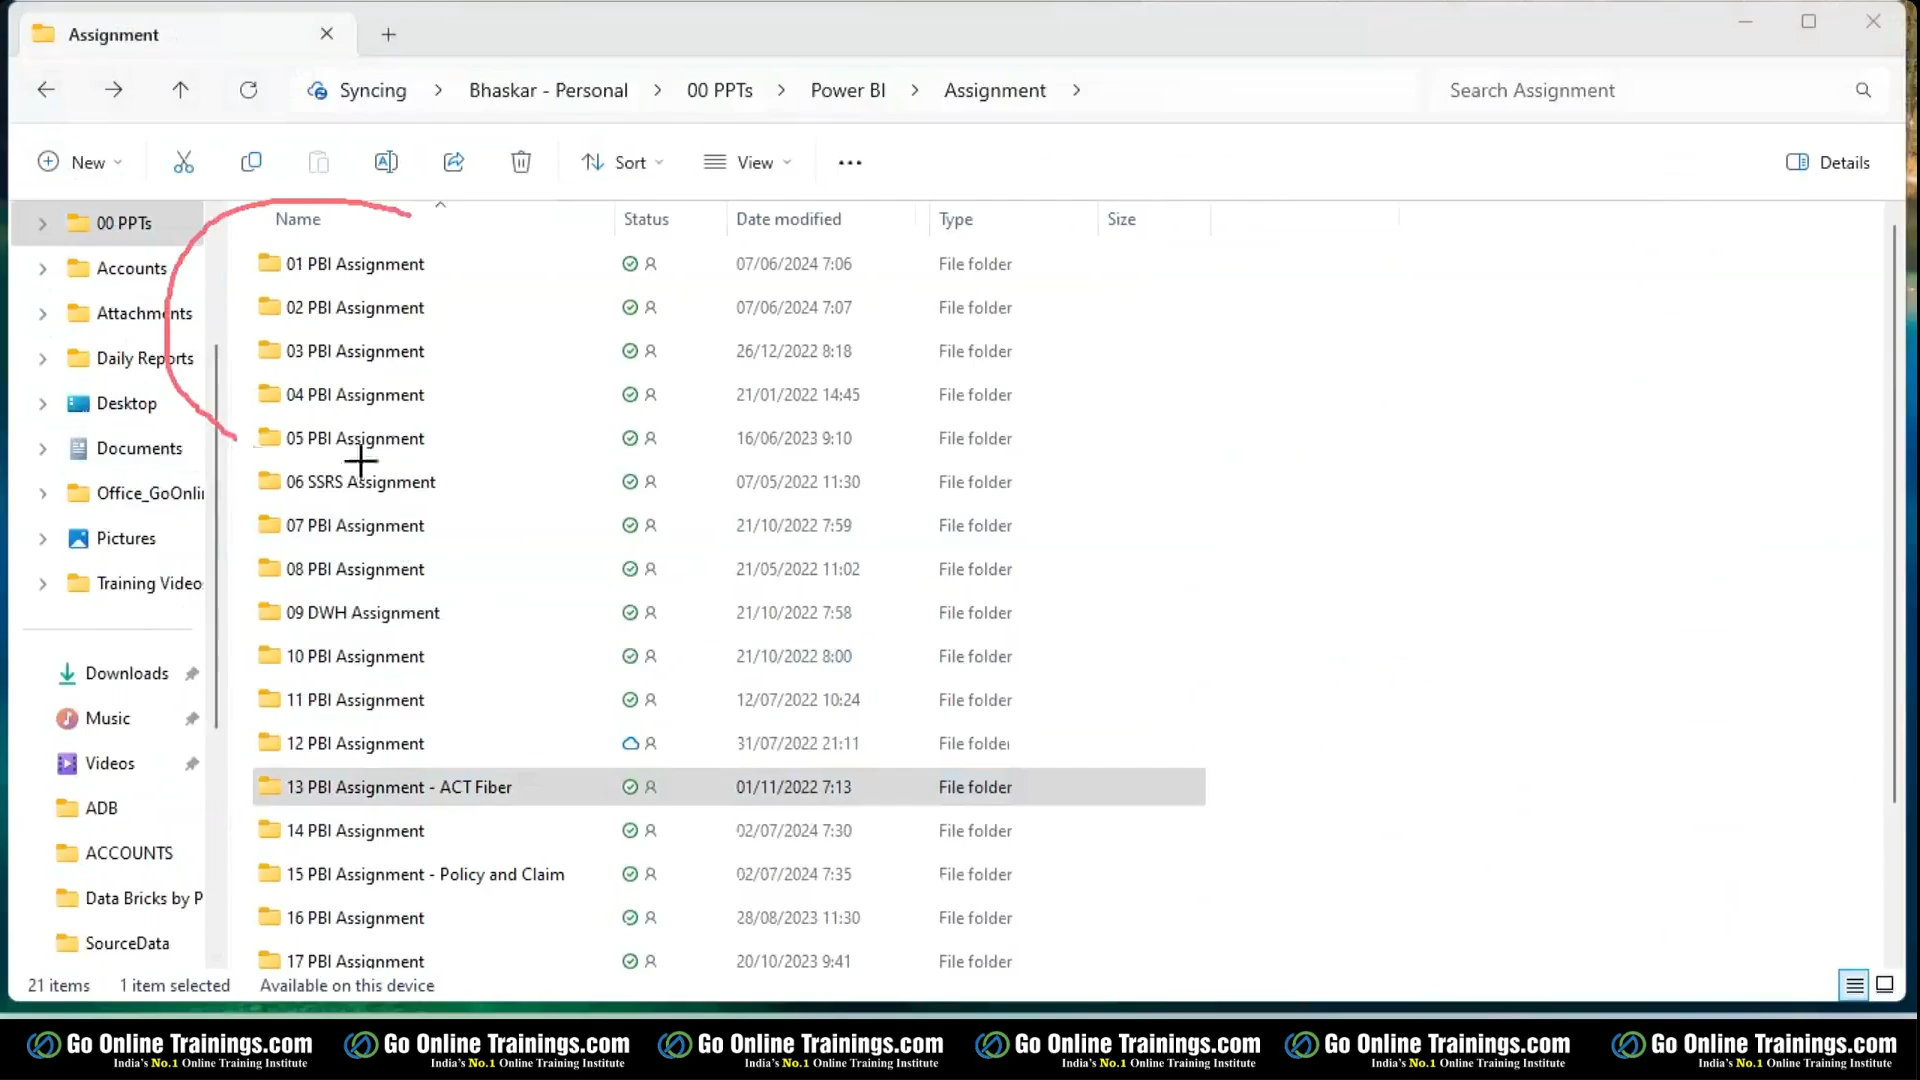 Assignment
Syncing > Bhaskar - Personal > 00 PPTs > Power BI > Assignment >
Search Assignment
New
Sort
View
Details
00 PPTs
Accounts
Attachments
Daily Reports
Desktop
Documents
Office_GoOnli
Pictures
Training Video
Downloads
Music
Videos
ADB
ACCOUNTS
Data Bricks by P
SourceData
Name Status Date modified Type Size
01 PBI Assignment 07/06/2024 7:06 File folder
02 PBI Assignment 07/06/2024 7:07 File folder
03 PBI Assignment 26/12/2022 8:18 File folder
04 PBI Assignment 21/01/2022 14:45 File folder
05 PBI Assignment 16/06/2023 9:10 File folder
06 SSRS Assignment 07/05/2022 11:30 File folder
07 PBI Assignment 21/10/2022 7:59 File folder
08 PBI Assignment 21/05/2022 11:02 File folder
09 DWH Assignment 21/10/2022 7:58 File folder
10 PBI Assignment 21/10/2022 8:00 File folder
11 PBI Assignment 12/07/2022 10:24 File folder
12 PBI Assignment 31/07/2022 21:11 File folder
13 PBI Assignment - ACT Fiber 01/11/2022 7:13 File folder
14 PBI Assignment 02/07/2024 7:30 File folder
15 PBI Assignment - Policy and Claim 02/07/2024 7:35 File folder
16 PBI Assignment 28/08/2023 11:30 File folder
17 PBI Assignment 20/10/2023 9:41 File folder
21 items 1 item selected Available on this device
Go Online Trainings.com Go Online Trainings.com Go Online Trainings.com Go Online Trainings.com Go Online Trainings.com Go Online Trainings.com
India's No.1 Online Training Institute India's No.1 Online Training Institute India's No.1 Online Training Institute India's No.1 Online Training Institute India's No.1 Online Training Institute India's No.1 Online Training Institute